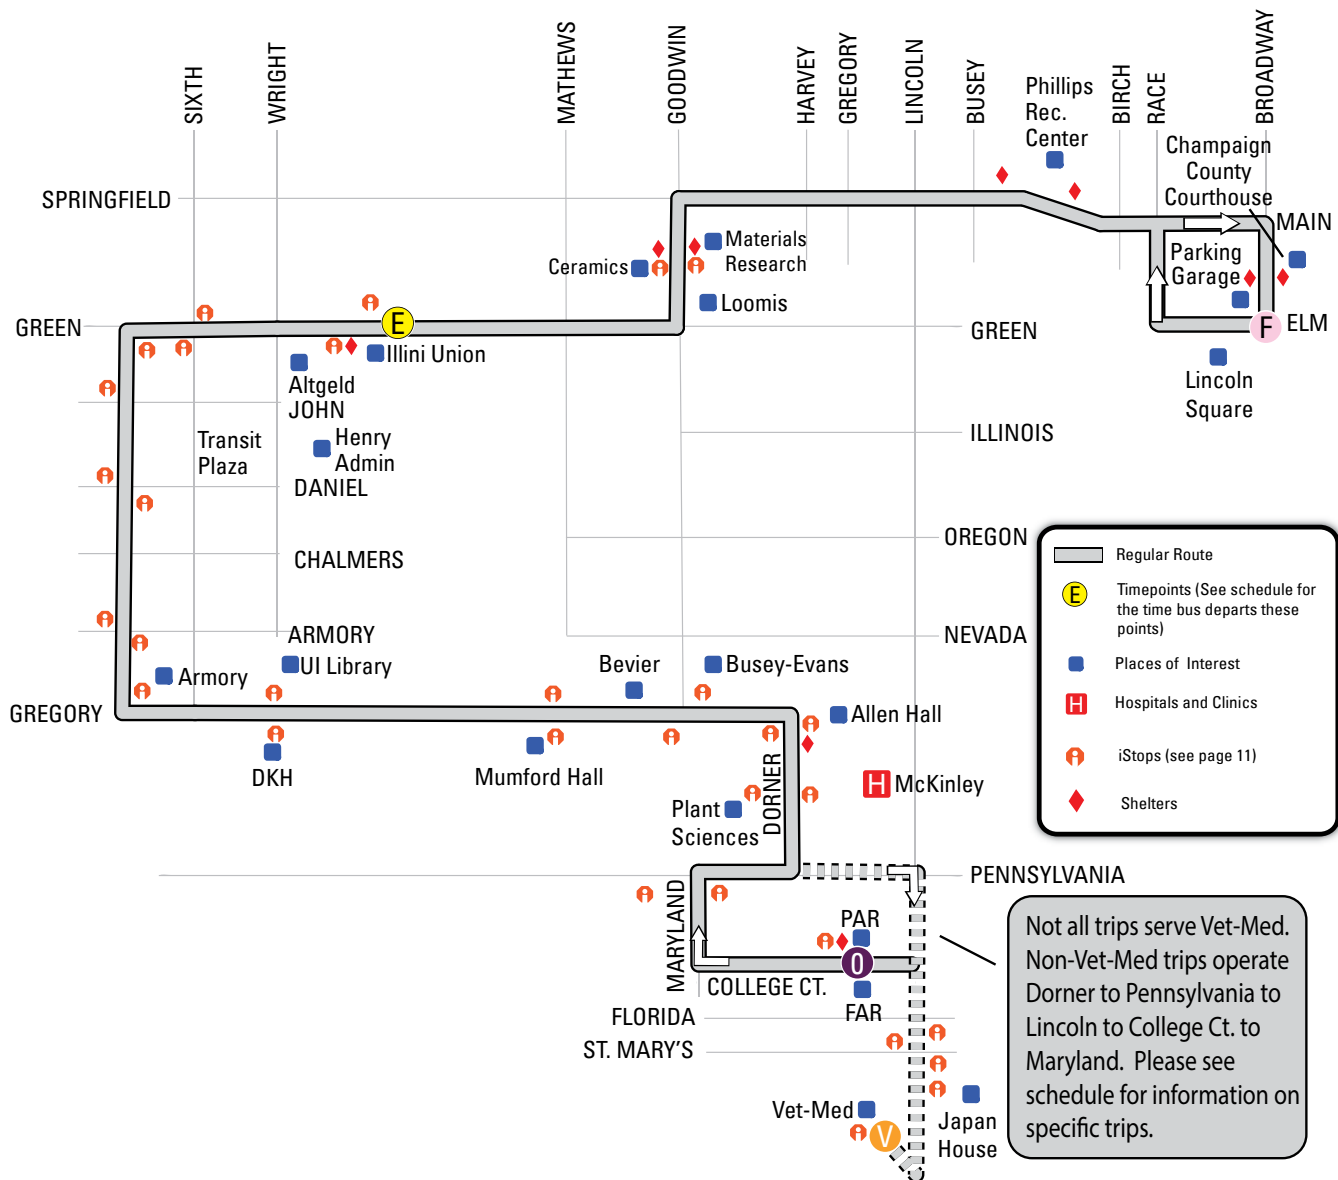 SIXTH
WRIGHT
MATHEWS
GOODWIN
HARVEY
GREGORY
LINCOLN
BUSEY
Phillips
Rec.
Center
BIRCH
RACE
BROADWAY
Champaign
County
Courthouse
SPRINGFIELD
MAIN
Ceramics
Materials
Research
Parking
Garage
Loomis
GREEN
E
GREEN
F
ELM
Illini Union
Altgeld
Lincoln
Square
JOHN
Transit
Plaza
Henry
Admin
ILLINOIS
DANIEL
OREGON
CHALMERS
ARMORY
NEVADA
Regular Route
E
Timepoints (See schedule for
the time bus departs these
points)
Places of Interest
H
Hospitals and Clinics
iStops (see page 11)
Shelters
Armory
UI Library
Bevier
Busey-Evans
GREGORY
Allen Hall
DKH
Mumford Hall
DORNER
H
McKinley
Plant
Sciences
PENNSYLVANIA
MARYLAND
PAR
O
COLLEGE CT.
FAR
FLORIDA
ST. MARY'S
Vet-Med
V
Japan
House
Not all trips serve Vet-Med.
Non-Vet-Med trips operate
Dorner to Pennsylvania to
Lincoln to College Ct. to
Maryland. Please see
schedule for information on
specific trips.